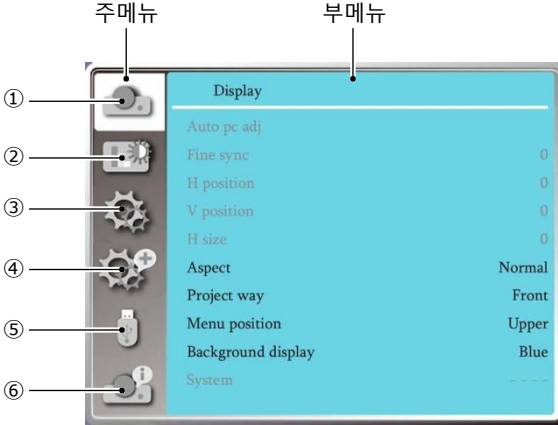 주메뉴 부메뉴
①
②
③
④
⑤
⑥
Display
Auto pc adj
Fine sync 0
H position 0
V position 0
H size 0
Aspect Normal
Project way Front
Menu position Upper
Background display Blue
System - - - -